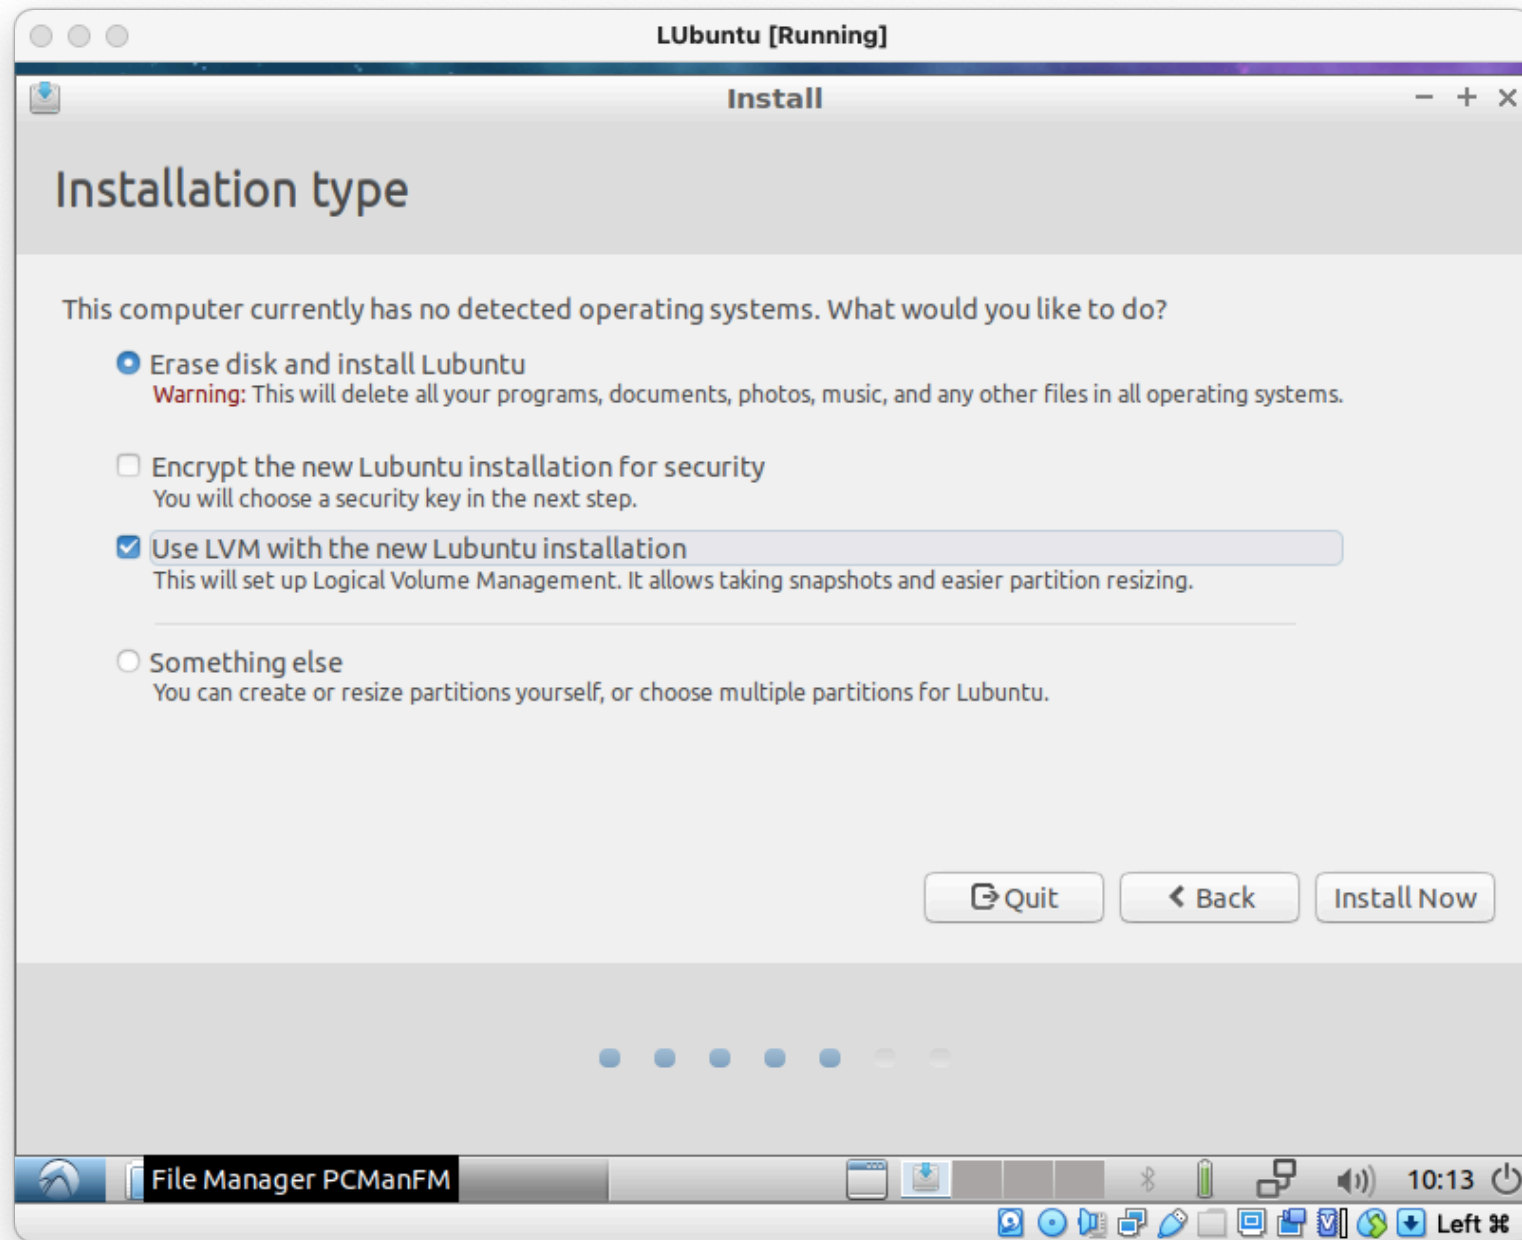 LUbuntu [Running]
Install
Installation type
This computer currently has no detected operating systems. What would you like to do?
Erase disk and install Lubuntu
Warning: This will delete all your programs, documents, photos, music, and any other files in all operating systems.
Encrypt the new Lubuntu installation for security
You will choose a security key in the next step.
Use LVM with the new Lubuntu installation
This will set up Logical Volume Management. It allows taking snapshots and easier partition resizing.
Something else
You can create or resize partitions yourself, or choose multiple partitions for Lubuntu.
Quit Back Install Now
File Manager PCManFM 10:13
Left ⌘